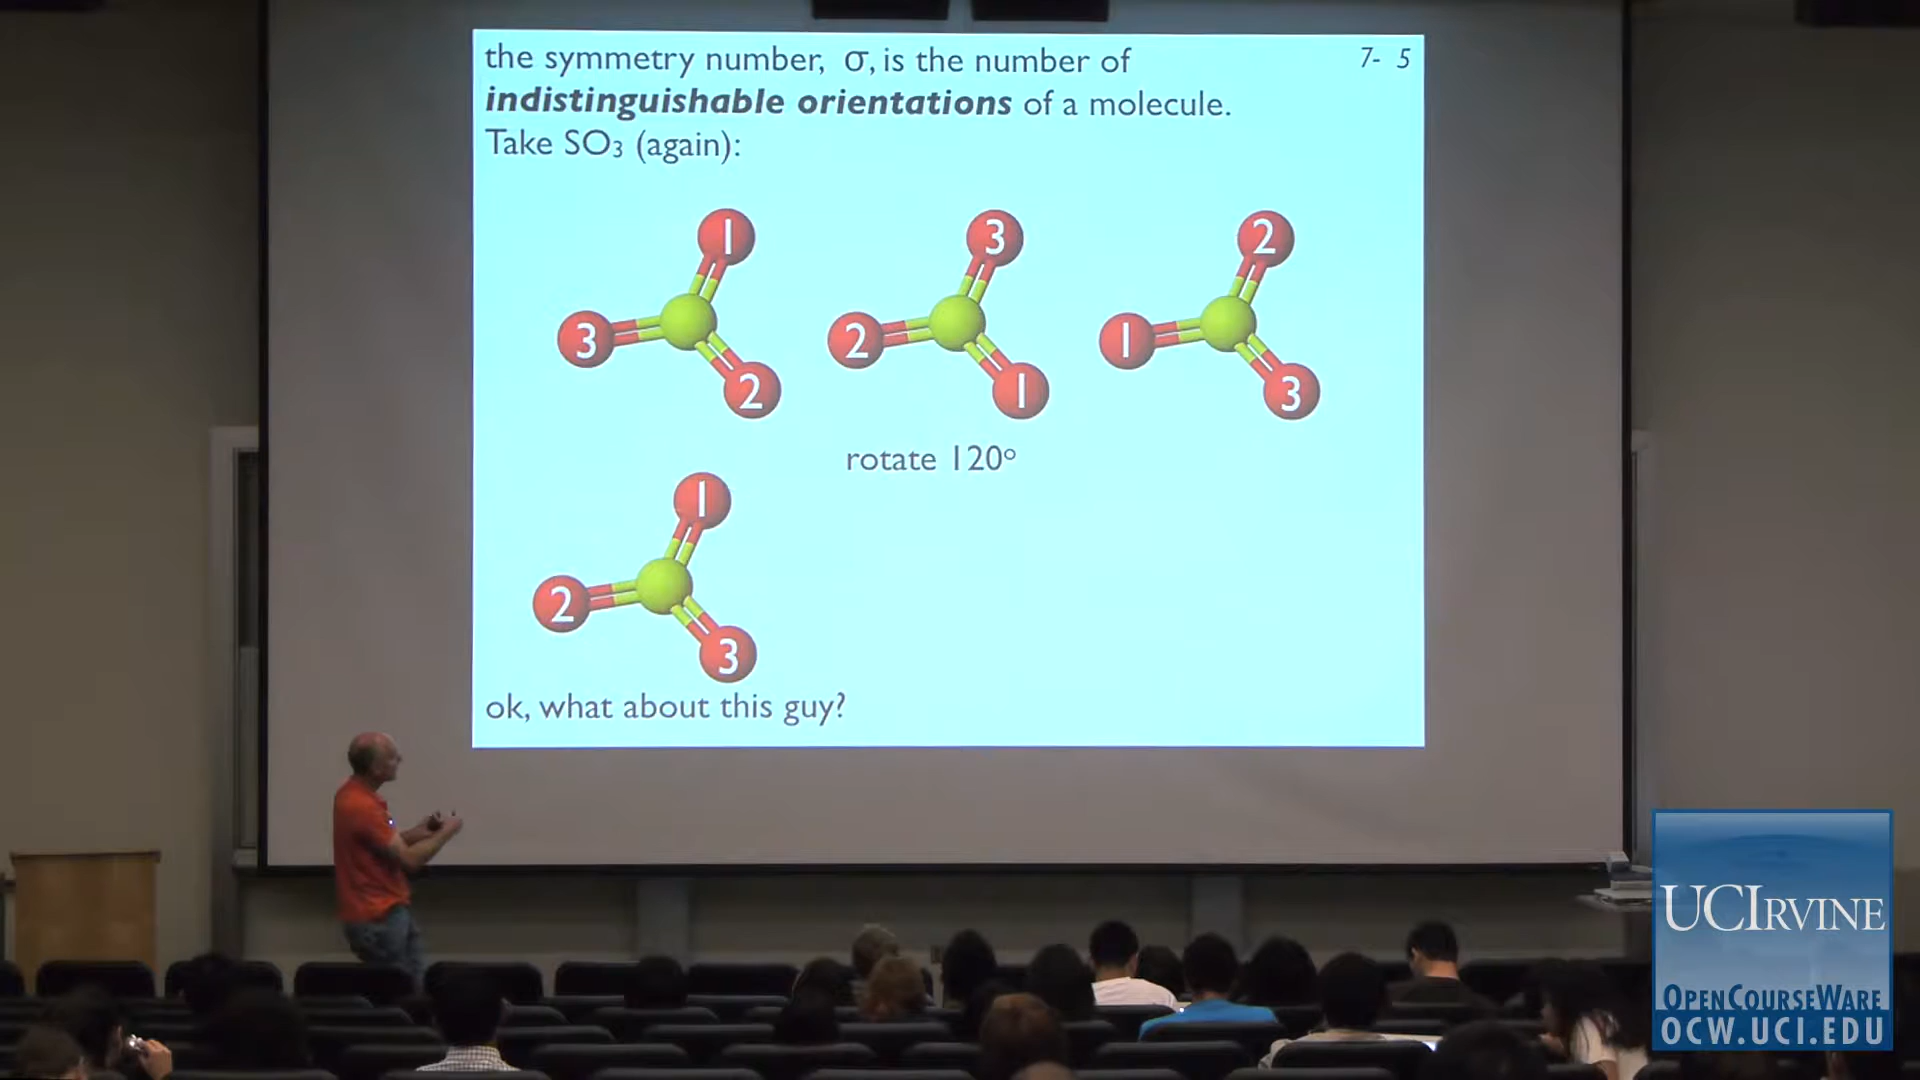 the symmetry number, σ, is the number of
7- 5
indistinguishable orientations of a molecule.
Take SO₃ (again):
1
3
2
3
2
1
2
1
3
rotate 120°
1
2
3
ok, what about this guy?
UCIRVINE
OPENCOURSEWARE
OCW.UCI.EDU